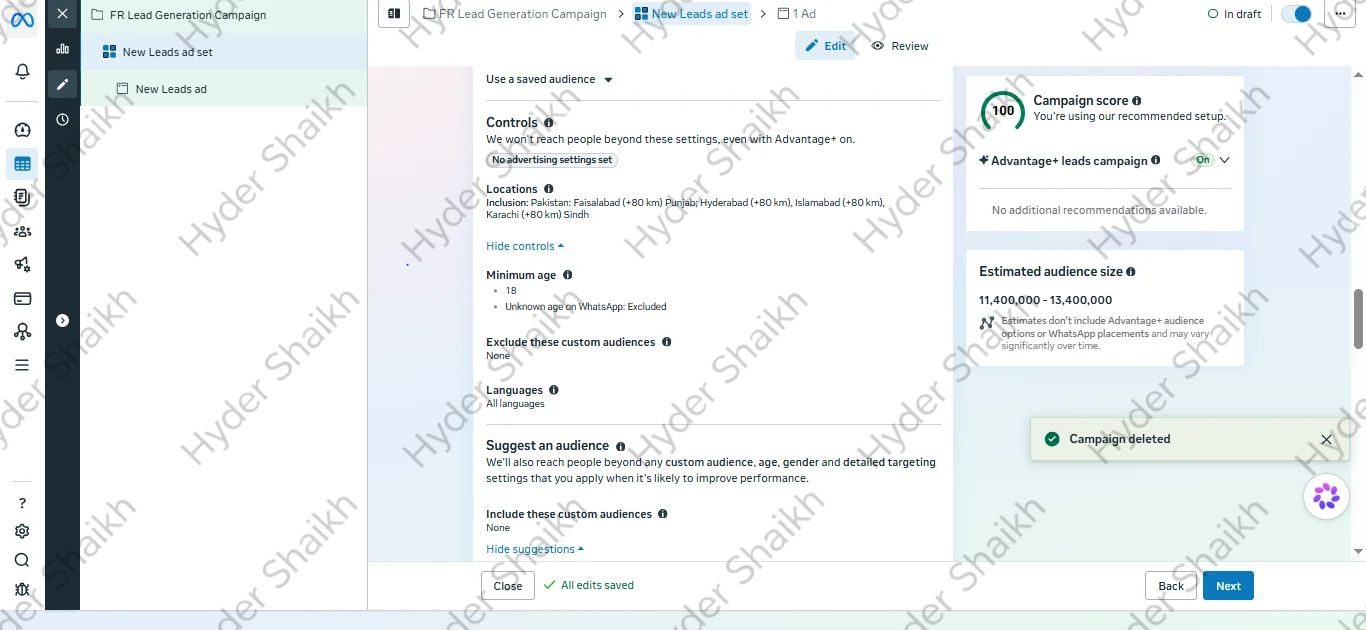 FR Lead Generation Campaign
New Leads ad set
New Leads ad
FR Lead Generation Campaign > New Leads ad set > 1 Ad
In draft
Edit
Review
Use a saved audience
Controls
We won't reach people beyond these settings, even with Advantage+ on.
No advertising settings set
Locations
Inclusion: Pakistan: Faisalabad (+80 km) Punjab; Hyderabad (+80 km), Islamabad (+80 km),
Karachi (+80 km) Sindh
Hide controls
Minimum age
18
Unknown age on WhatsApp: Excluded
Exclude these custom audiences
None
Languages
All languages
Suggest an audience
We'll also reach people beyond any custom audience, age, gender and detailed targeting
settings that you apply when it's likely to improve performance.
Include these custom audiences
None
Hide suggestions
Close
All edits saved
Back
Next
100
Campaign score
You're using our recommended setup.
Advantage+ leads campaign
On
No additional recommendations available.
Estimated audience size
11,400,000 - 13,400,000
Estimates don't include Advantage+ audience
options or WhatsApp placements and may vary
significantly over time.
Campaign deleted
Hyder Shaikh